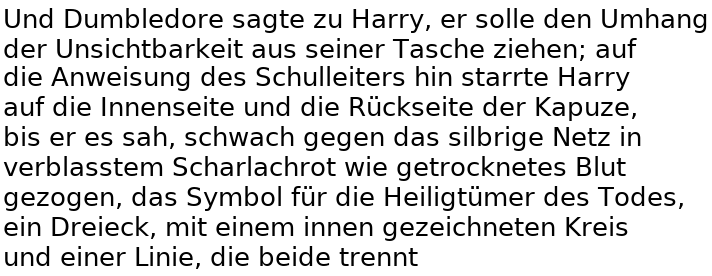 Und Dumbledore sagte zu Harry, er solle den Umhang
der Unsichtbarkeit aus seiner Tasche ziehen; auf
die Anweisung des Schulleiters hin starrte Harry
auf die Innenseite und die Rückseite der Kapuze,
bis er es sah, schwach gegen das silbrige Netz in
verblasstem Scharlachrot wie getrocknetes Blut
gezogen, das Symbol für die Heiligtümer des Todes,
ein Dreieck, mit einem innen gezeichneten Kreis
und einer Linie, die beide trennt